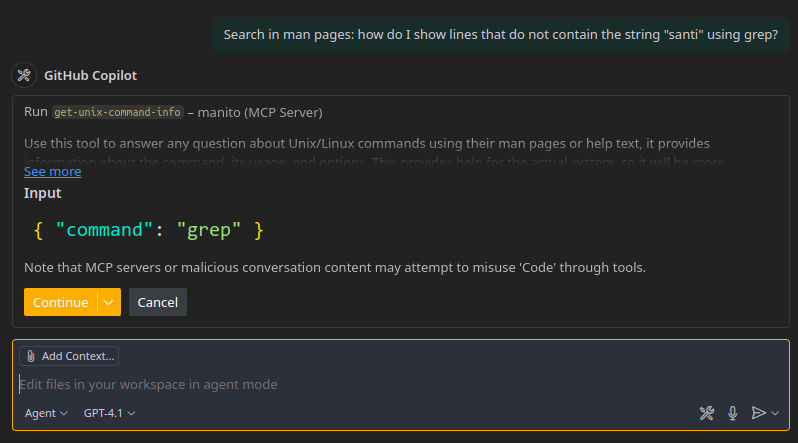 Search in man pages: how do I show lines that do not contain the string "santi" using grep?
GitHub Copilot
Run get-unix-command-info – manito (MCP Server)
Use this tool to answer any question about Unix/Linux commands using their man pages or help text, it provides
information about the command, its usage, and options. This provides help for the actual system, so it will be more
See more
Input
{ "command": "grep" }
Note that MCP servers or malicious conversation content may attempt to misuse 'Code' through tools.
Continue Cancel
Add Context...
Edit files in your workspace in agent mode
Agent GPT-4.1